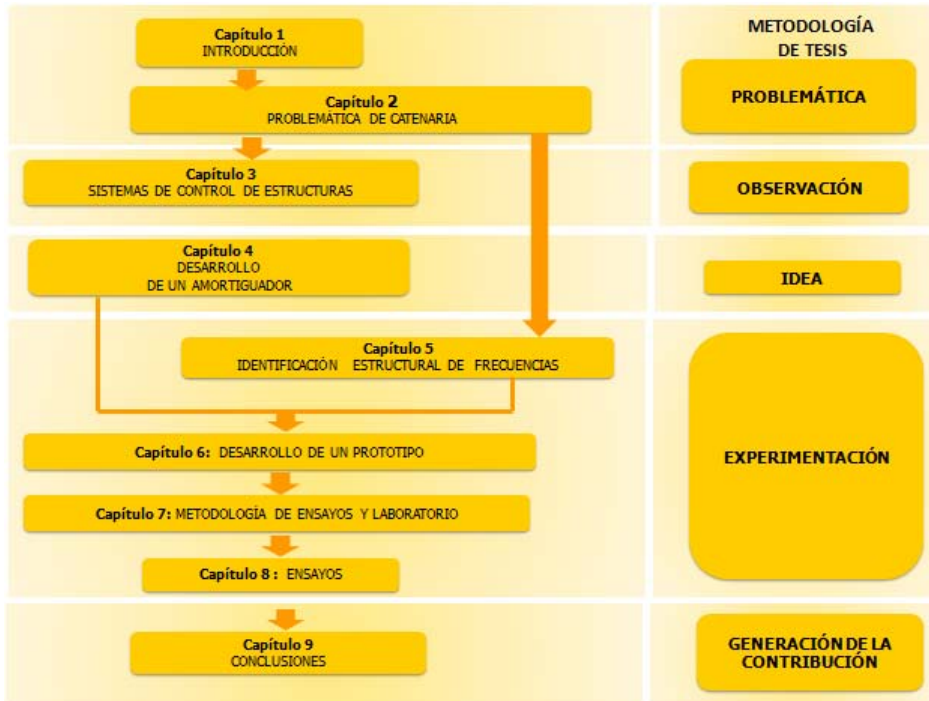 Capítulo 1
INTRODUCCIÓN
METODOLOGÍA
DE TESIS
Capítulo 2
PROBLEMÁTICA DE CATENARIA
PROBLEMÁTICA
Capítulo 3
SISTEMAS DE CONTROL DE ESTRUCTURAS
OBSERVACIÓN
Capítulo 4
DESARROLLO
DE UN AMORTIGUADOR
IDEA
Capítulo 5
IDENTIFICACIÓN ESTRUCTURAL DE FRECUENCIAS
Capítulo 6: DESARROLLO DE UN PROTOTIPO
EXPERIMENTACIÓN
Capítulo 7: METODOLOGÍA DE ENSAYOS Y LABORATORIO
Capítulo 8 : ENSAYOS
Capítulo 9
CONCLUSIONES
GENERACIÓN DE LA
CONTRIBUCIÓN